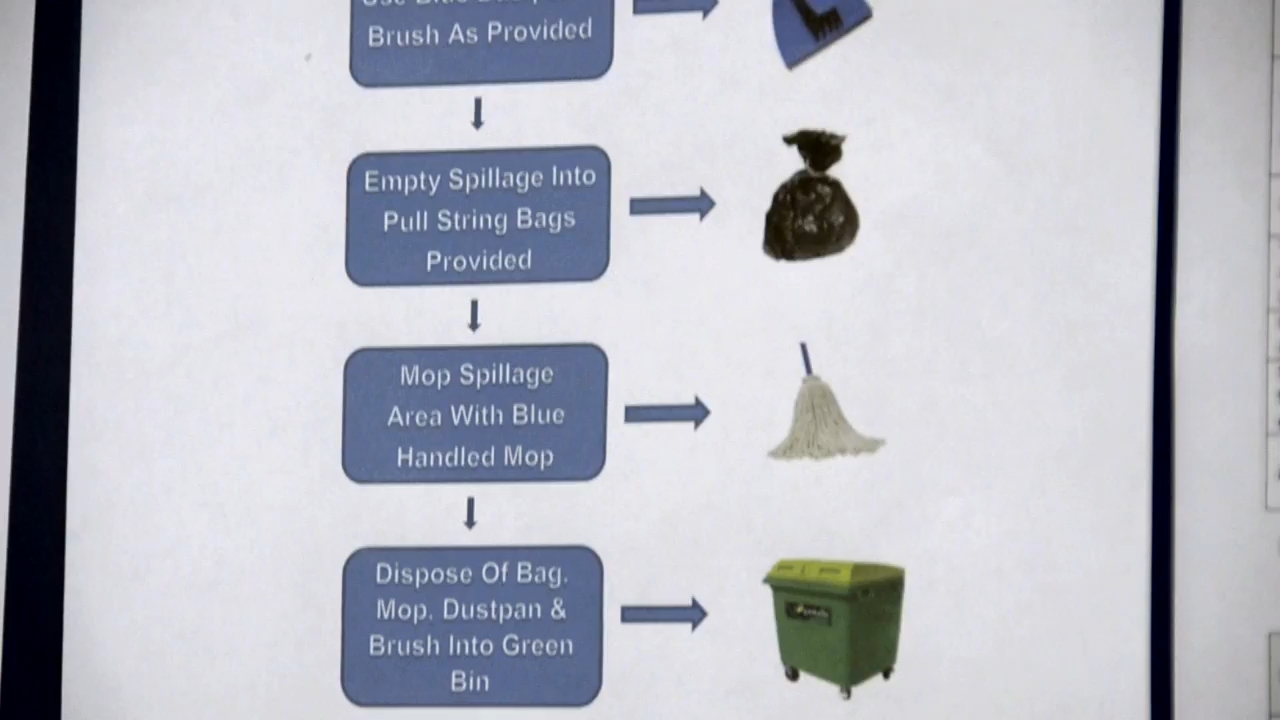 Brush As Provided
Empty Spillage Into
Pull String Bags
Provided
Mop Spillage
Area With Blue
Handled Mop
Dispose Of Bag,
Mop, Dustpan &
Brush Into Green
Bin